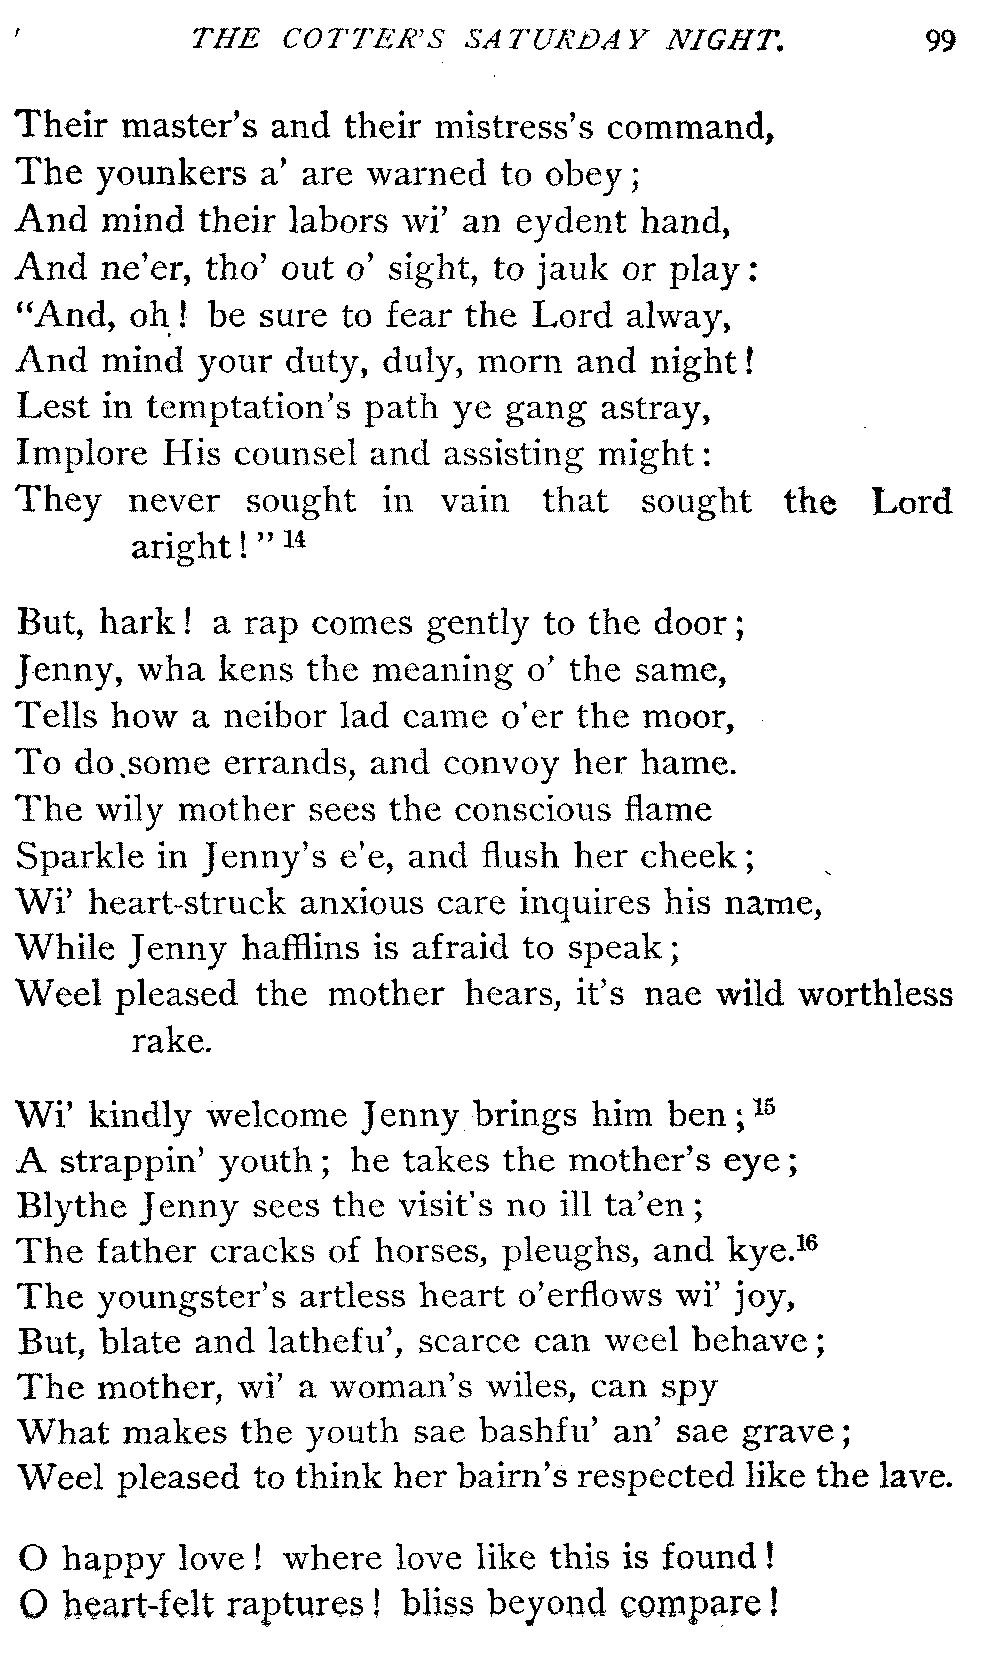 THE COTTER'S SATURDAY NIGHT. 99
Their master's and their mistress's command,
The younkers a' are warned to obey;
And mind their labors wi' an eydent hand,
And ne'er, tho' out o' sight, to jauk or play:
"And, oh! be sure to fear the Lord alway,
And mind your duty, duly, morn and night!
Lest in temptation's path ye gang astray,
Implore His counsel and assisting might:
They never sought in vain that sought the Lord
aright!" 14
But, hark! a rap comes gently to the door;
Jenny, wha kens the meaning o' the same,
Tells how a neibor lad came o'er the moor,
To do some errands, and convoy her hame.
The wily mother sees the conscious flame
Sparkle in Jenny's e'e, and flush her cheek;
Wi' heart-struck anxious care inquires his name,
While Jenny hafflins is afraid to speak;
Weel pleased the mother hears, it's nae wild worthless
rake.
Wi' kindly welcome Jenny brings him ben; 15
A strappin' youth; he takes the mother's eye;
Blythe Jenny sees the visit's no ill ta'en;
The father cracks of horses, pleughs, and kye.16
The youngster's artless heart o'erflows wi' joy,
But, blate and lathefu', scarce can weel behave;
The mother, wi' a woman's wiles, can spy
What makes the youth sae bashfu' an' sae grave;
Weel pleased to think her bairn's respected like the lave.
O happy love! where love like this is found!
O heart-felt raptures! bliss beyond compare!